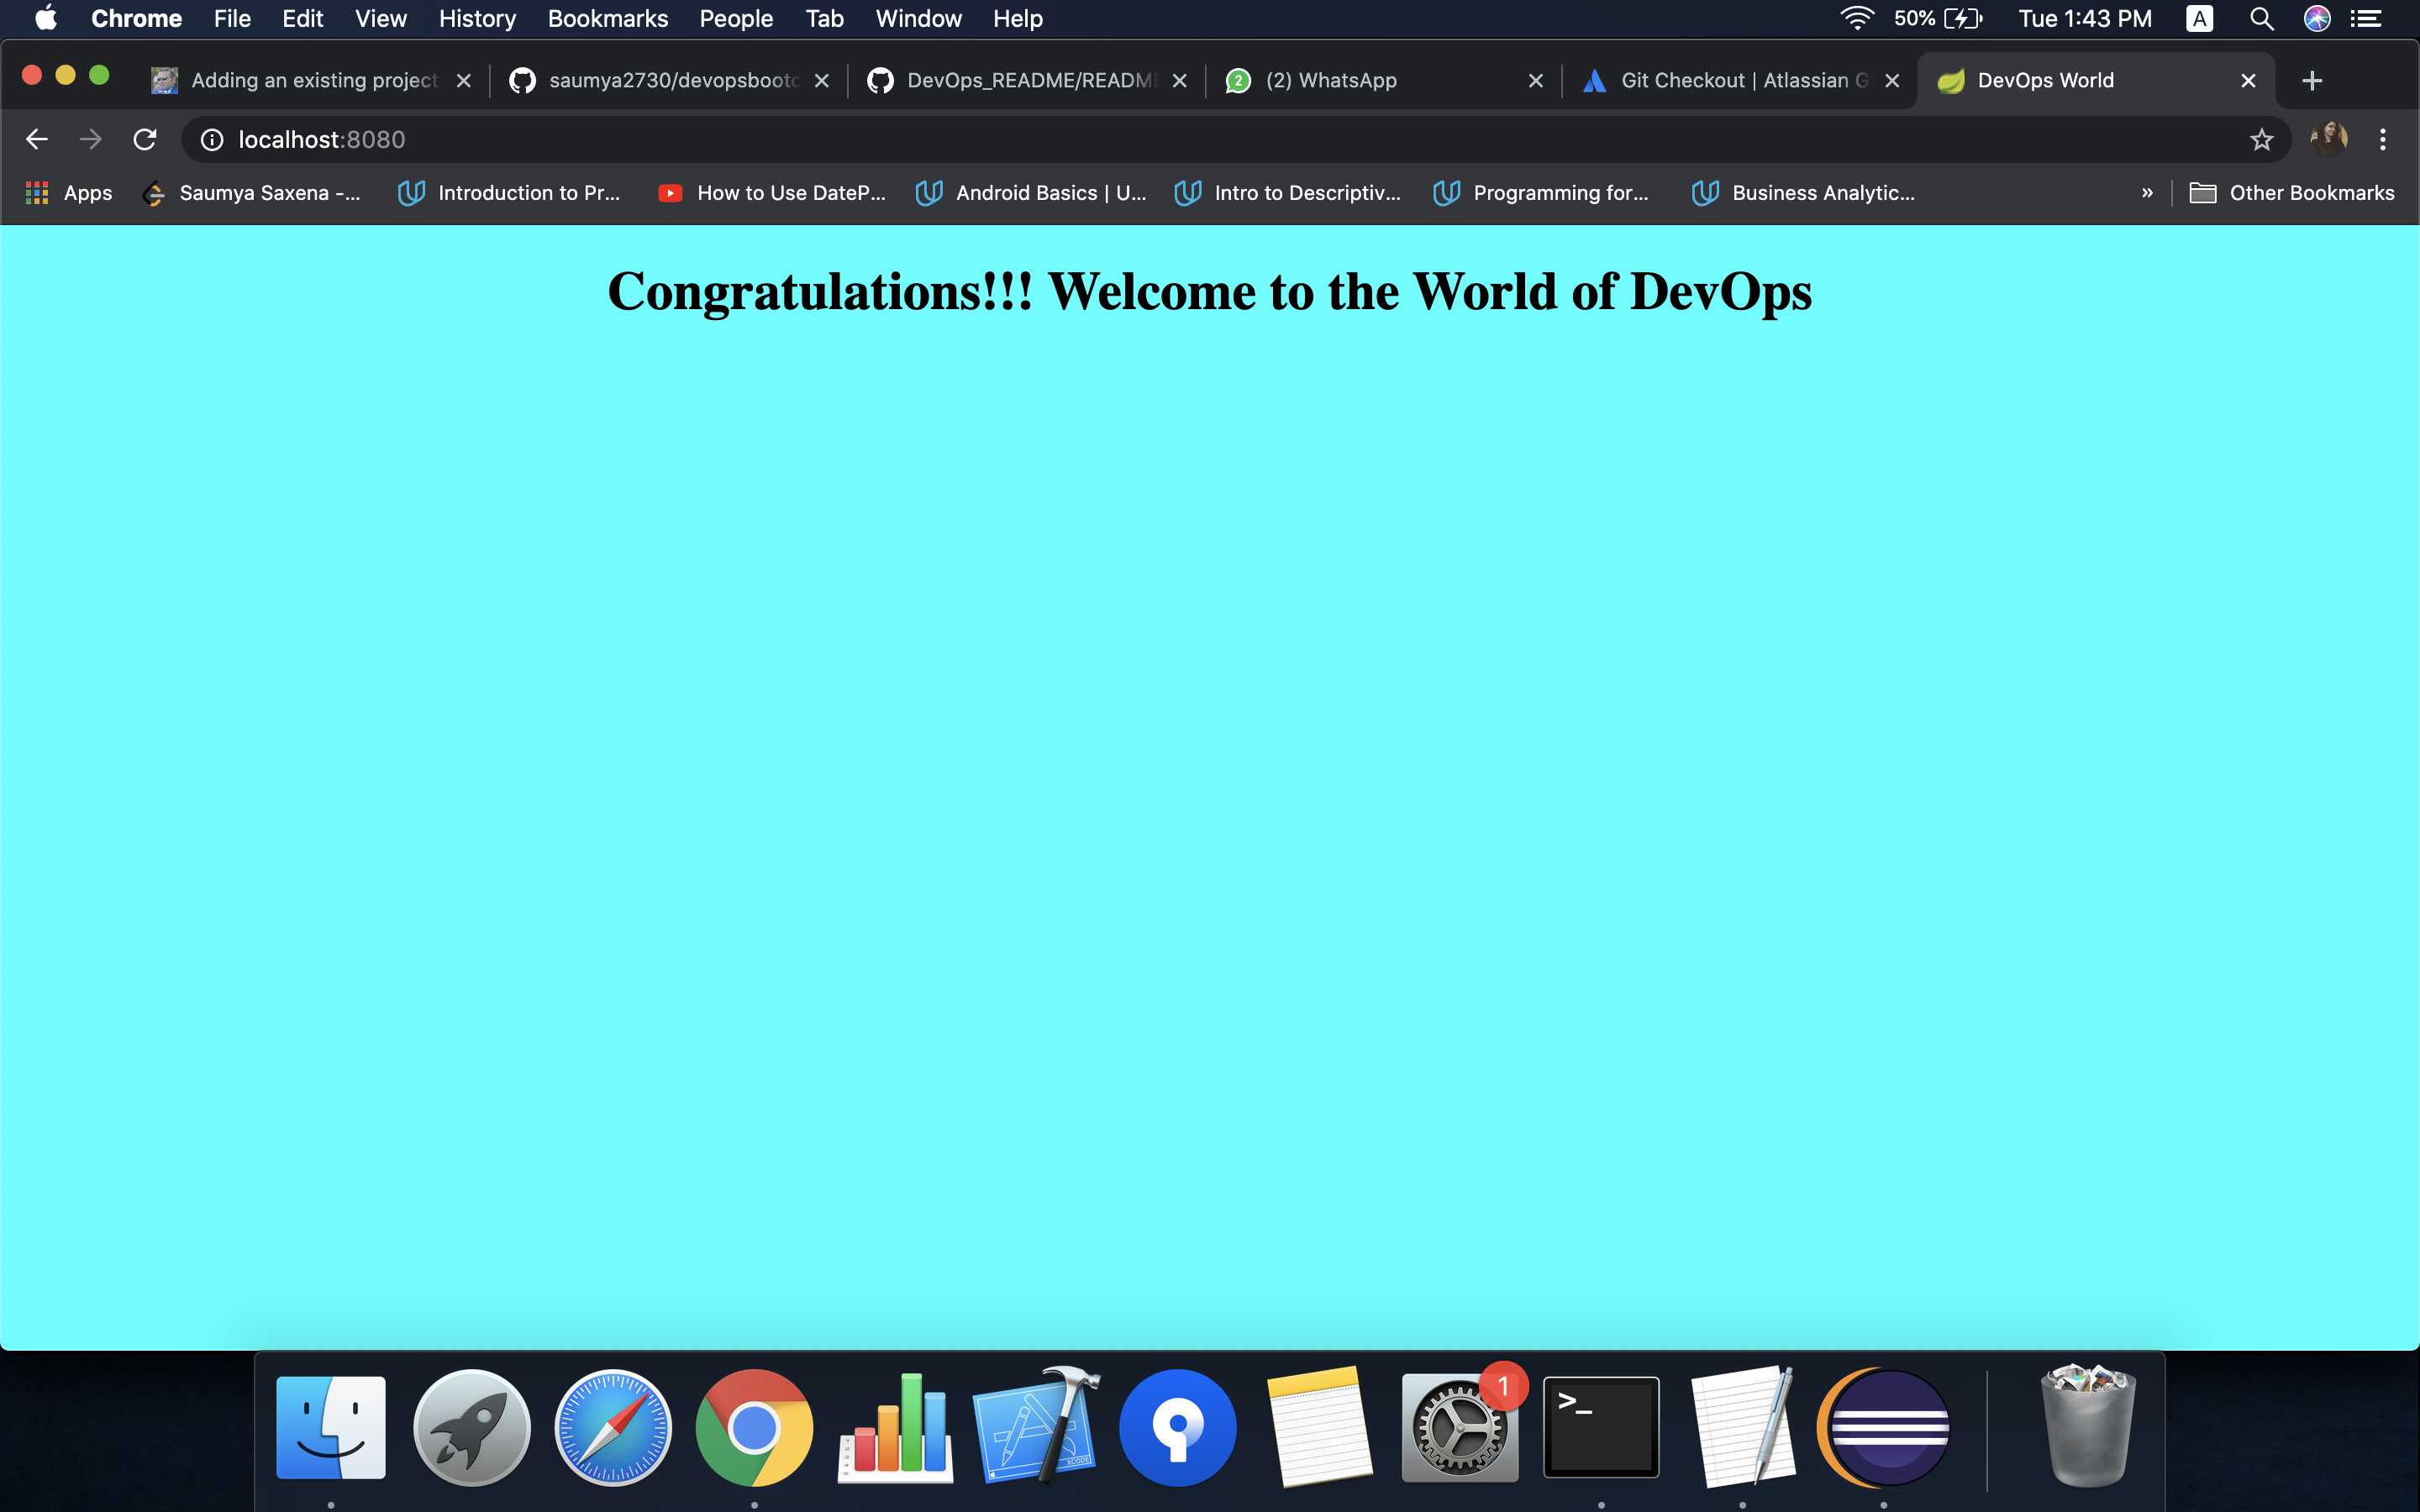 Chrome File Edit View History Bookmarks People Tab Window Help 50% Tue 1:43 PM A
Adding an existing project saumya2730/devopsbootc DevOps_README/README 2 (2) WhatsApp Git Checkout | Atlassian G DevOps World
localhost:8080
Apps Saumya Saxena -... Introduction to Pr... How to Use DateP... Android Basics | U... Intro to Descriptiv... Programming for... Business Analytic... » Other Bookmarks
Congratulations!!! Welcome to the World of DevOps
1
>_
XCODE